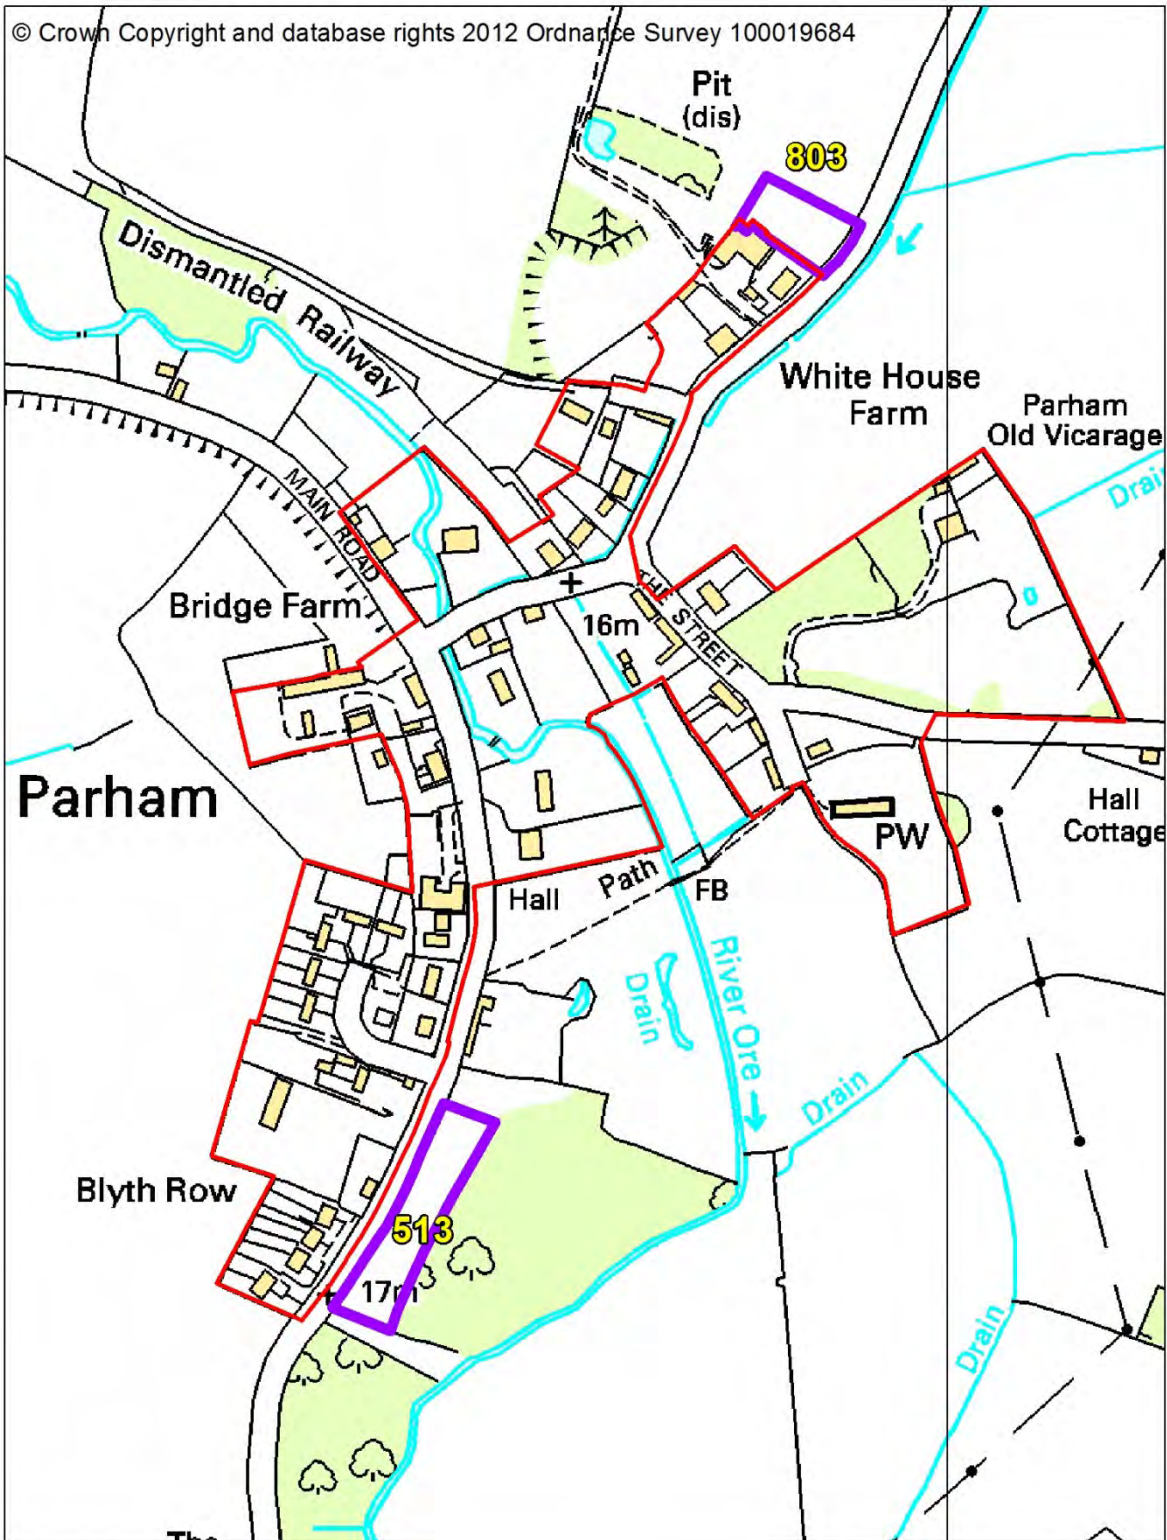 © Crown Copyright and database rights 2012 Ordnance Survey 100019684
Pit
(dis)
803
Dismantled Railway
White House
Farm
Parham
Old Vicarage
Drain
MAIN ROAD
Bridge Farm
THE STREET
16m
Parham
Hall
Cottage
PW
Path
FB
Hall
River Ore
Drain
Drain
Blyth Row
513
17m
Drain
The